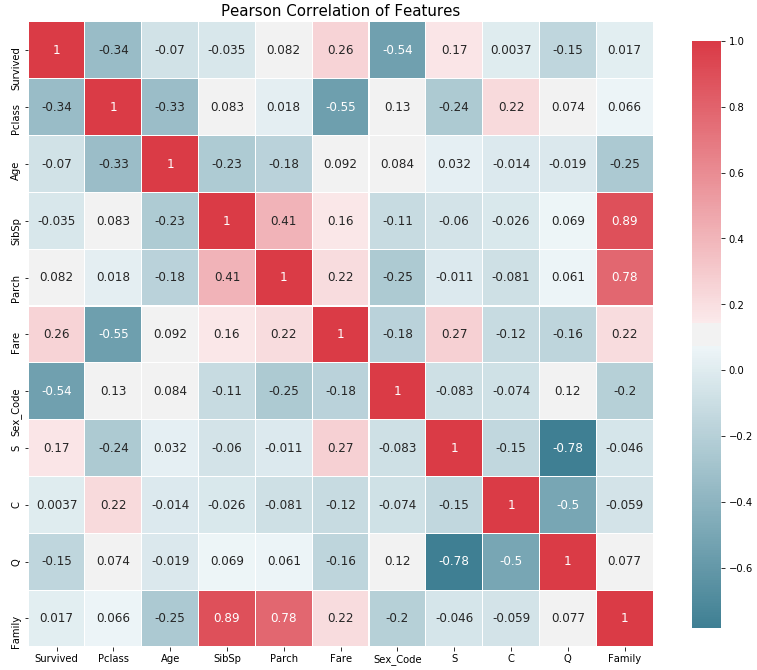 Pearson Correlation of Features
Survived 1 -0.34 -0.07 -0.035 0.082 0.26 -0.54 0.17 0.0037 -0.15 0.017
Pclass -0.34 1 -0.33 0.083 0.018 -0.55 0.13 -0.24 0.22 0.074 0.066
Age -0.07 -0.33 1 -0.23 -0.18 0.092 0.084 0.032 -0.014 -0.019 -0.25
SibSp -0.035 0.083 -0.23 1 0.41 0.16 -0.11 -0.06 -0.026 0.069 0.89
Parch 0.082 0.018 -0.18 0.41 1 0.22 -0.25 -0.011 -0.081 0.061 0.78
Fare 0.26 -0.55 0.092 0.16 0.22 1 -0.18 0.27 -0.12 -0.16 0.22
Sex_Code -0.54 0.13 0.084 -0.11 -0.25 -0.18 1 -0.083 -0.074 0.12 -0.2
S 0.17 -0.24 0.032 -0.06 -0.011 0.27 -0.083 1 -0.15 -0.78 -0.046
C 0.0037 0.22 -0.014 -0.026 -0.081 -0.12 -0.074 -0.15 1 -0.5 -0.059
Q -0.15 0.074 -0.019 0.069 0.061 -0.16 0.12 -0.78 -0.5 1 0.077
Family 0.017 0.066 -0.25 0.89 0.78 0.22 -0.2 -0.046 -0.059 0.077 1
Survived Pclass Age SibSp Parch Fare Sex_Code S C Q Family
1.0
0.8
0.6
0.4
0.2
0.0
−0.2
−0.4
−0.6